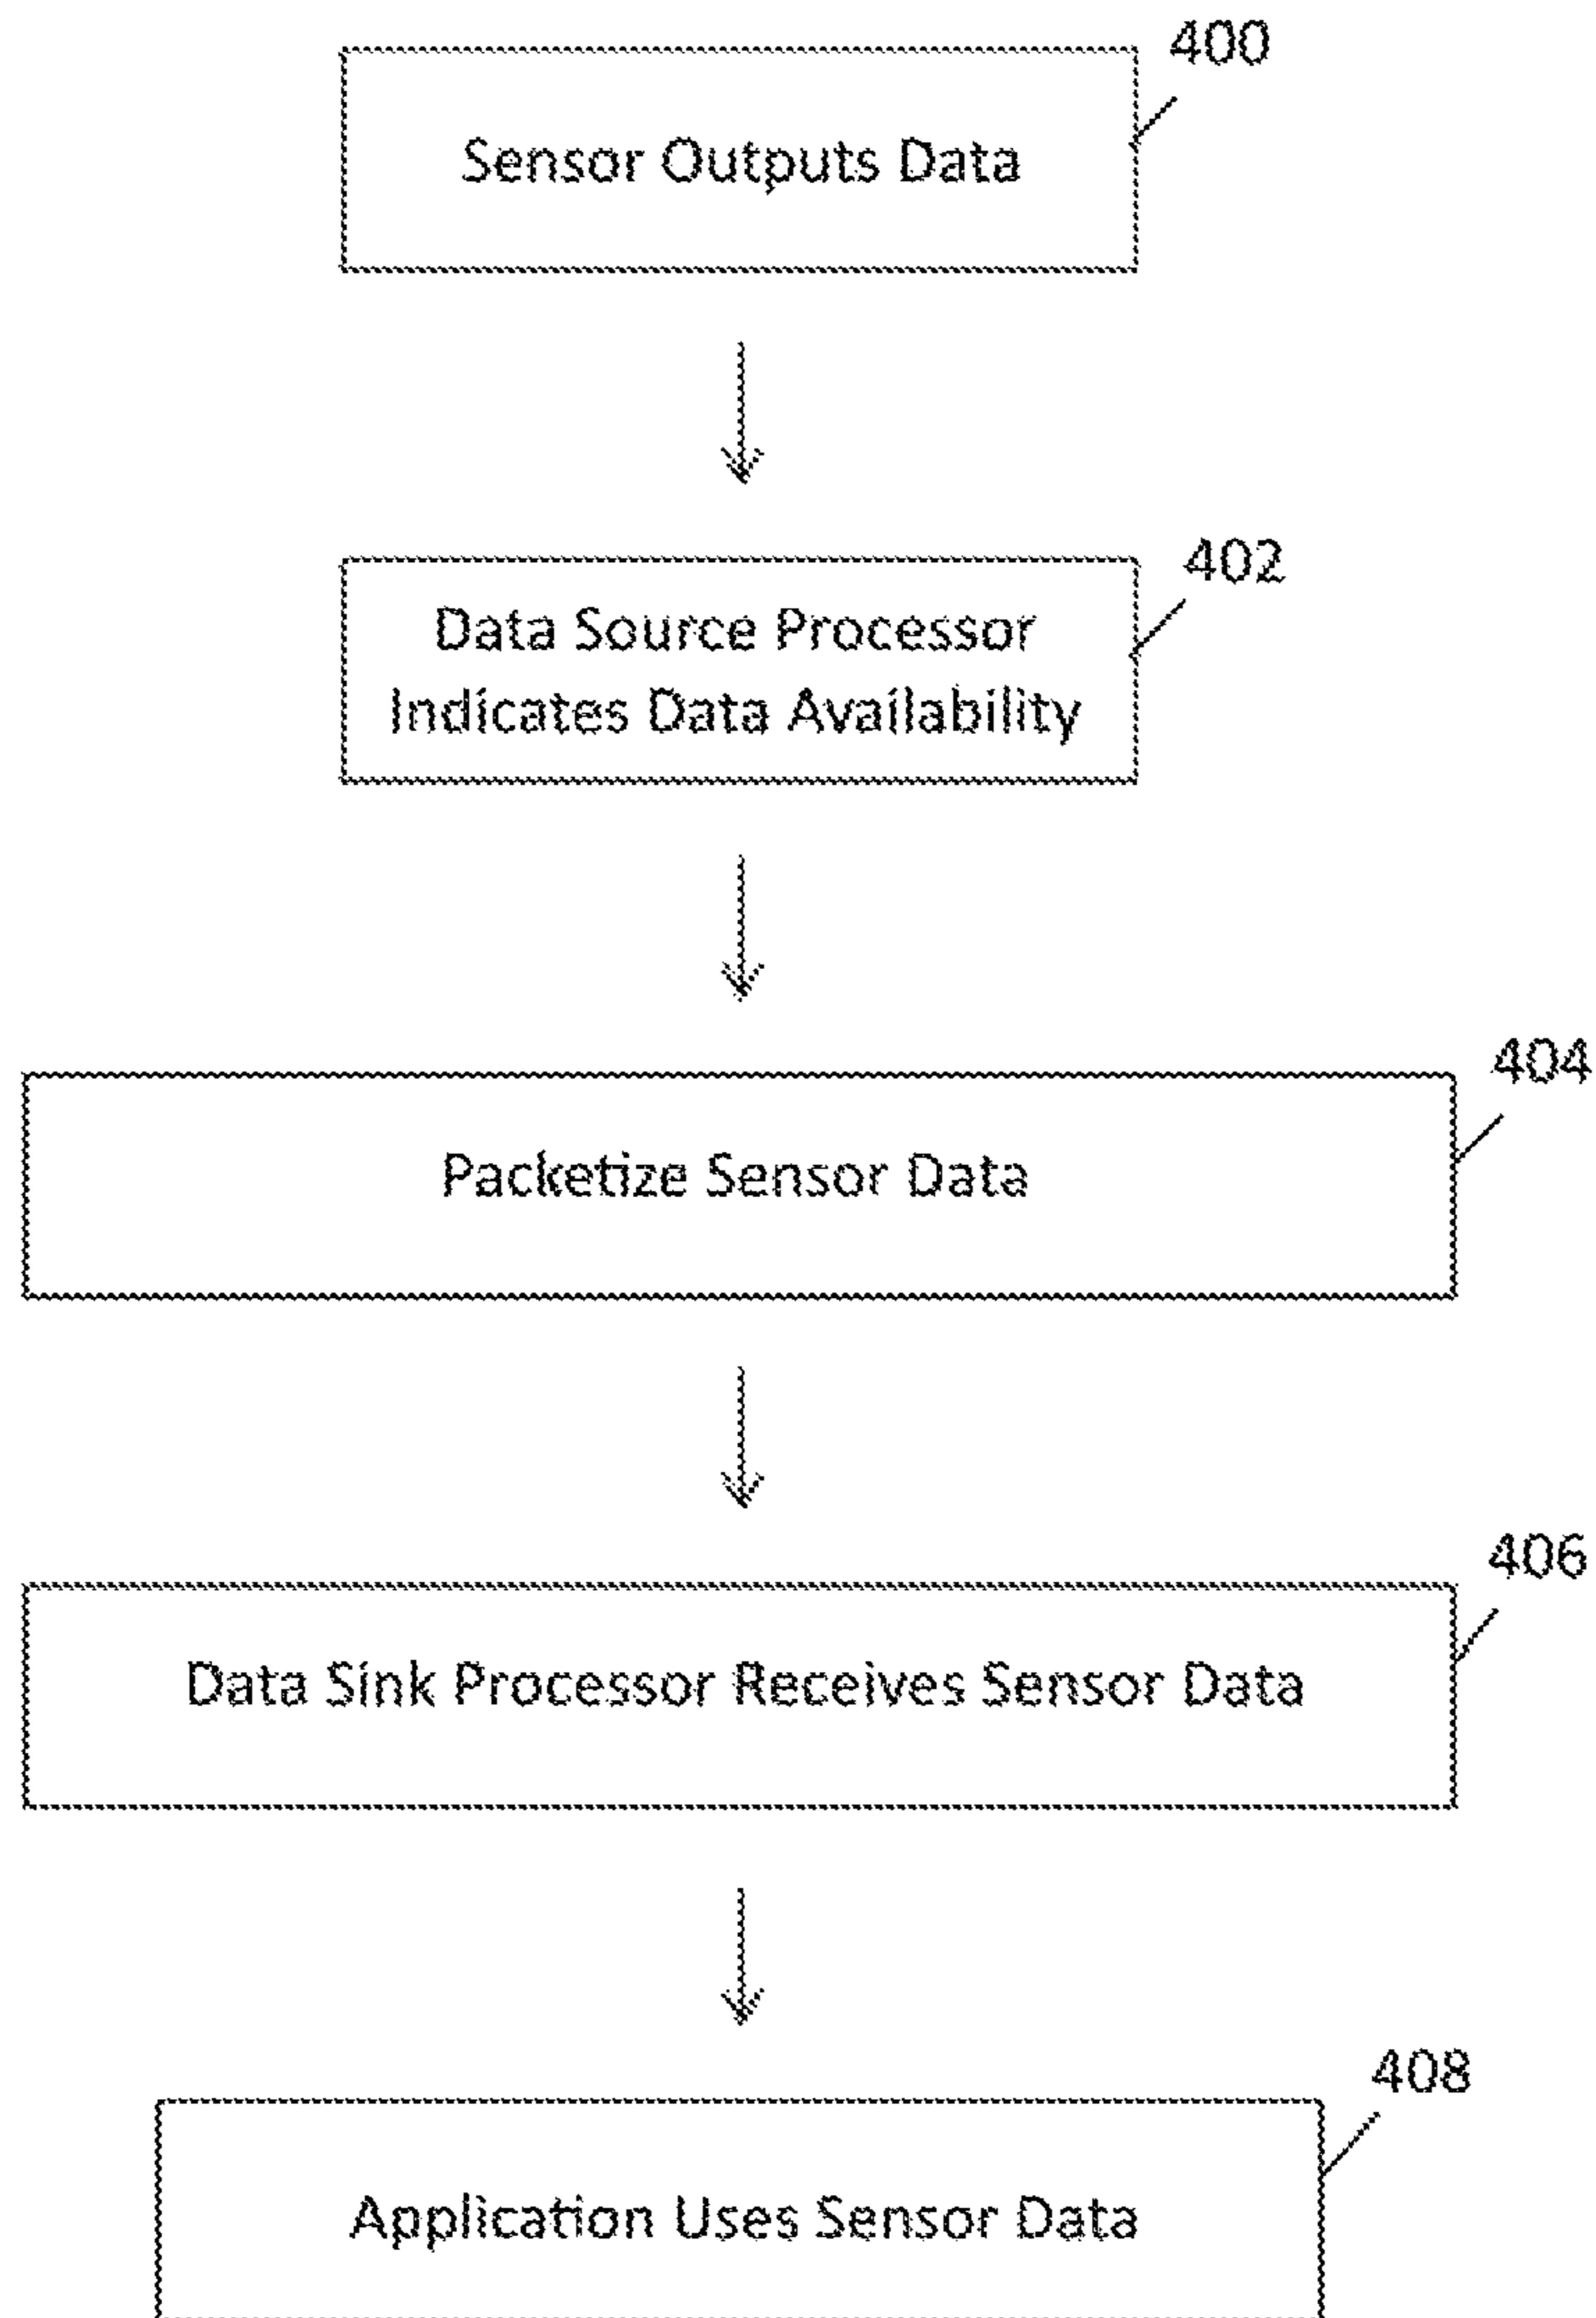 400
Sensor Outputs Data
402
Data Source Processor
Indicates Data Availability
404
Packetize Sensor Data
406
Data Sink Processor Receives Sensor Data
408
Application Uses Sensor Data